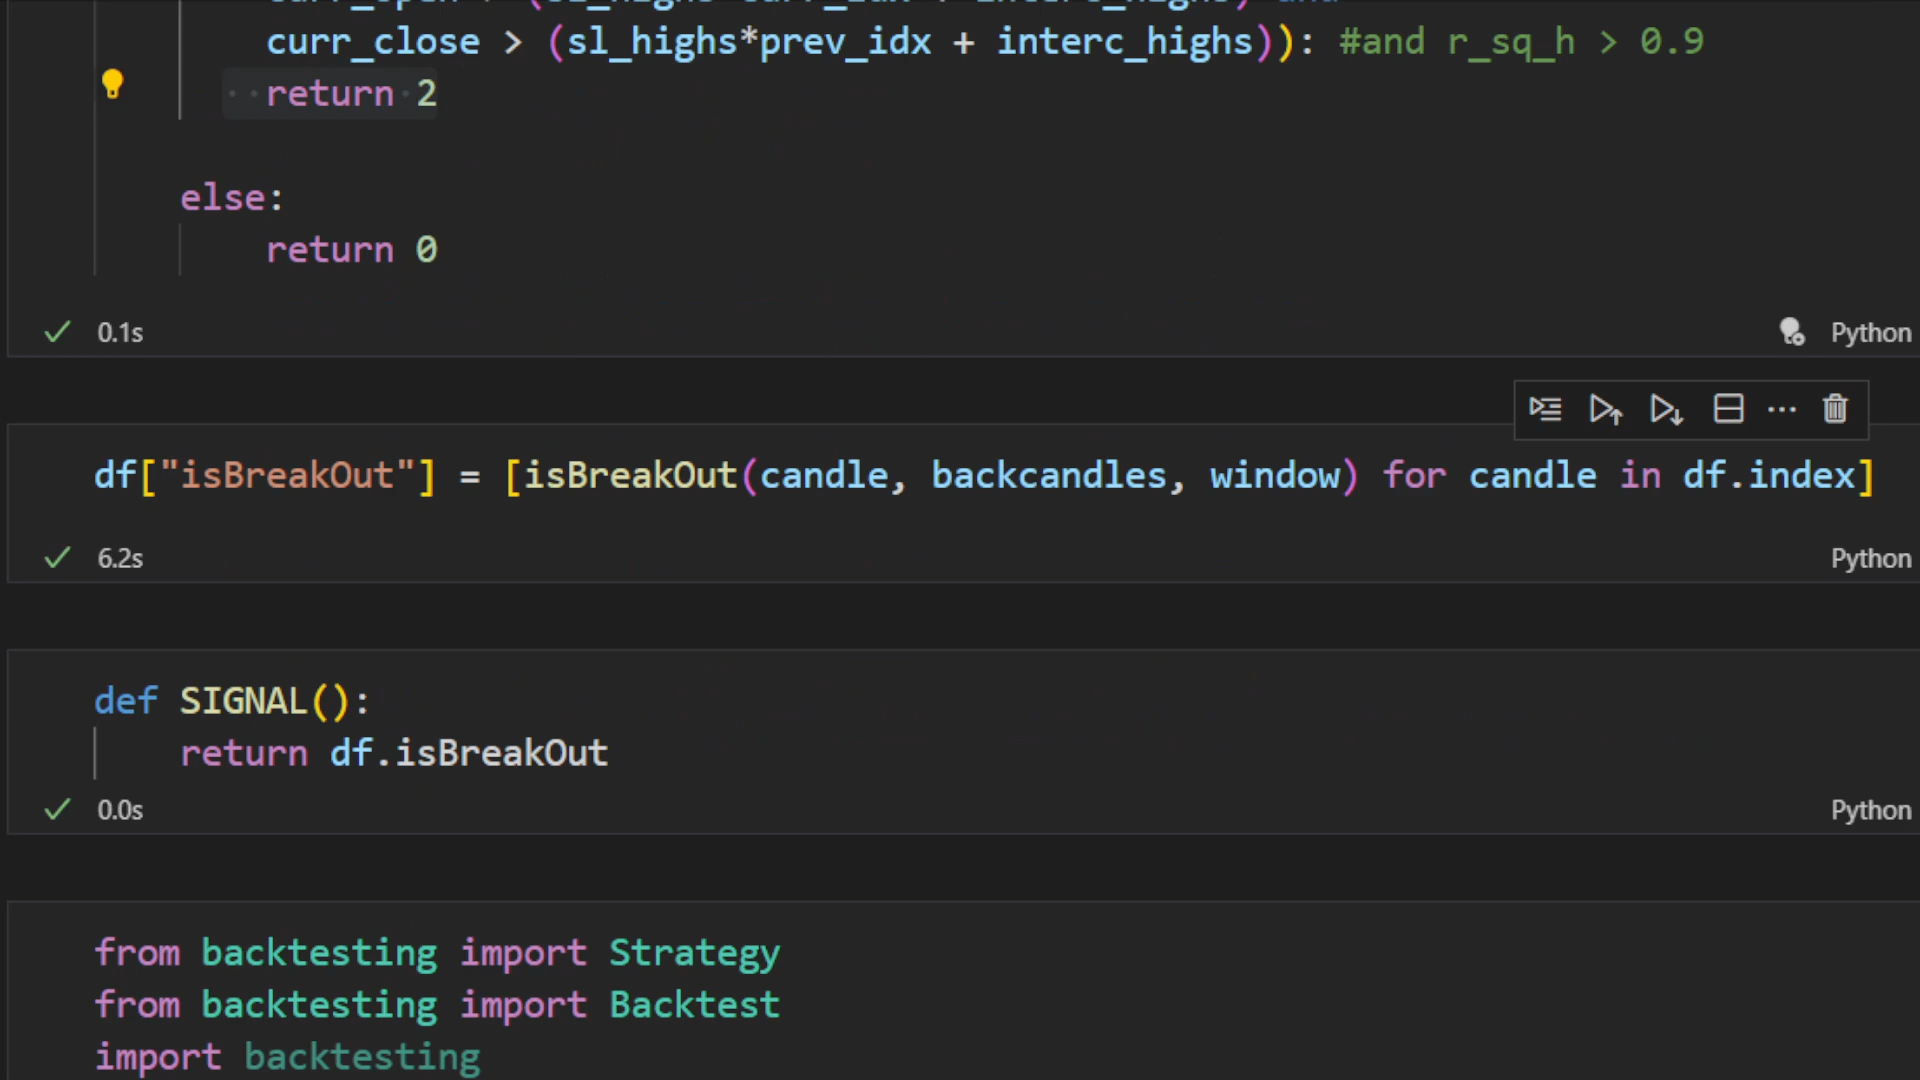 curr_close > (sl_highs*prev_idx + interc_highs)): #and r_sq_h > 0.9
return 2
else:
return 0
0.1s
Python
df["isBreakOut"] = [isBreakOut(candle, backcandles, window) for candle in df.index]
6.2s
Python
def SIGNAL():
return df.isBreakOut
0.0s
Python
from backtesting import Strategy
from backtesting import Backtest
import backtesting